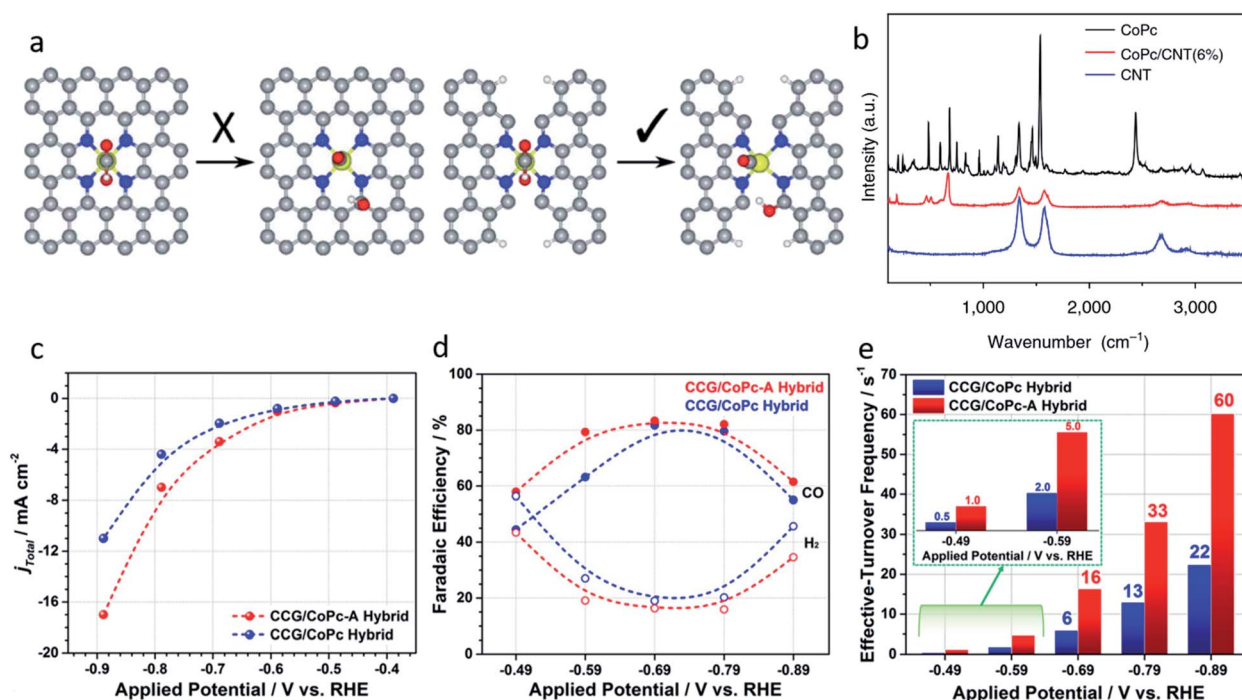 a
X
✓
b
CoPc
CoPc/CNT(6%)
CNT
Intensity (a.u.)
1,000
2,000
3,000
Wavenumber (cm⁻¹)
c
0
-4
-8
-12
-16
-20
j_Total / mA cm⁻²
CCG/CoPc-A Hybrid
CCG/CoPc Hybrid
-0.9
-0.8
-0.7
-0.6
-0.5
-0.4
Applied Potential / V vs. RHE
d
100
80
60
40
20
0
Faradaic Efficiency / %
CCG/CoPc-A Hybrid
CCG/CoPc Hybrid
CO
H₂
-0.49
-0.59
-0.69
-0.79
-0.89
Applied Potential / V vs. RHE
e
70
60
50
40
30
20
10
0
Effective-Turnover Frequency / s⁻¹
CCG/CoPc Hybrid
CCG/CoPc-A Hybrid
0.5
1.0
2.0
5.0
-0.49
-0.59
Applied Potential / V vs. RHE
6
16
13
33
22
60
-0.49
-0.59
-0.69
-0.79
-0.89
Applied Potential / V vs. RHE